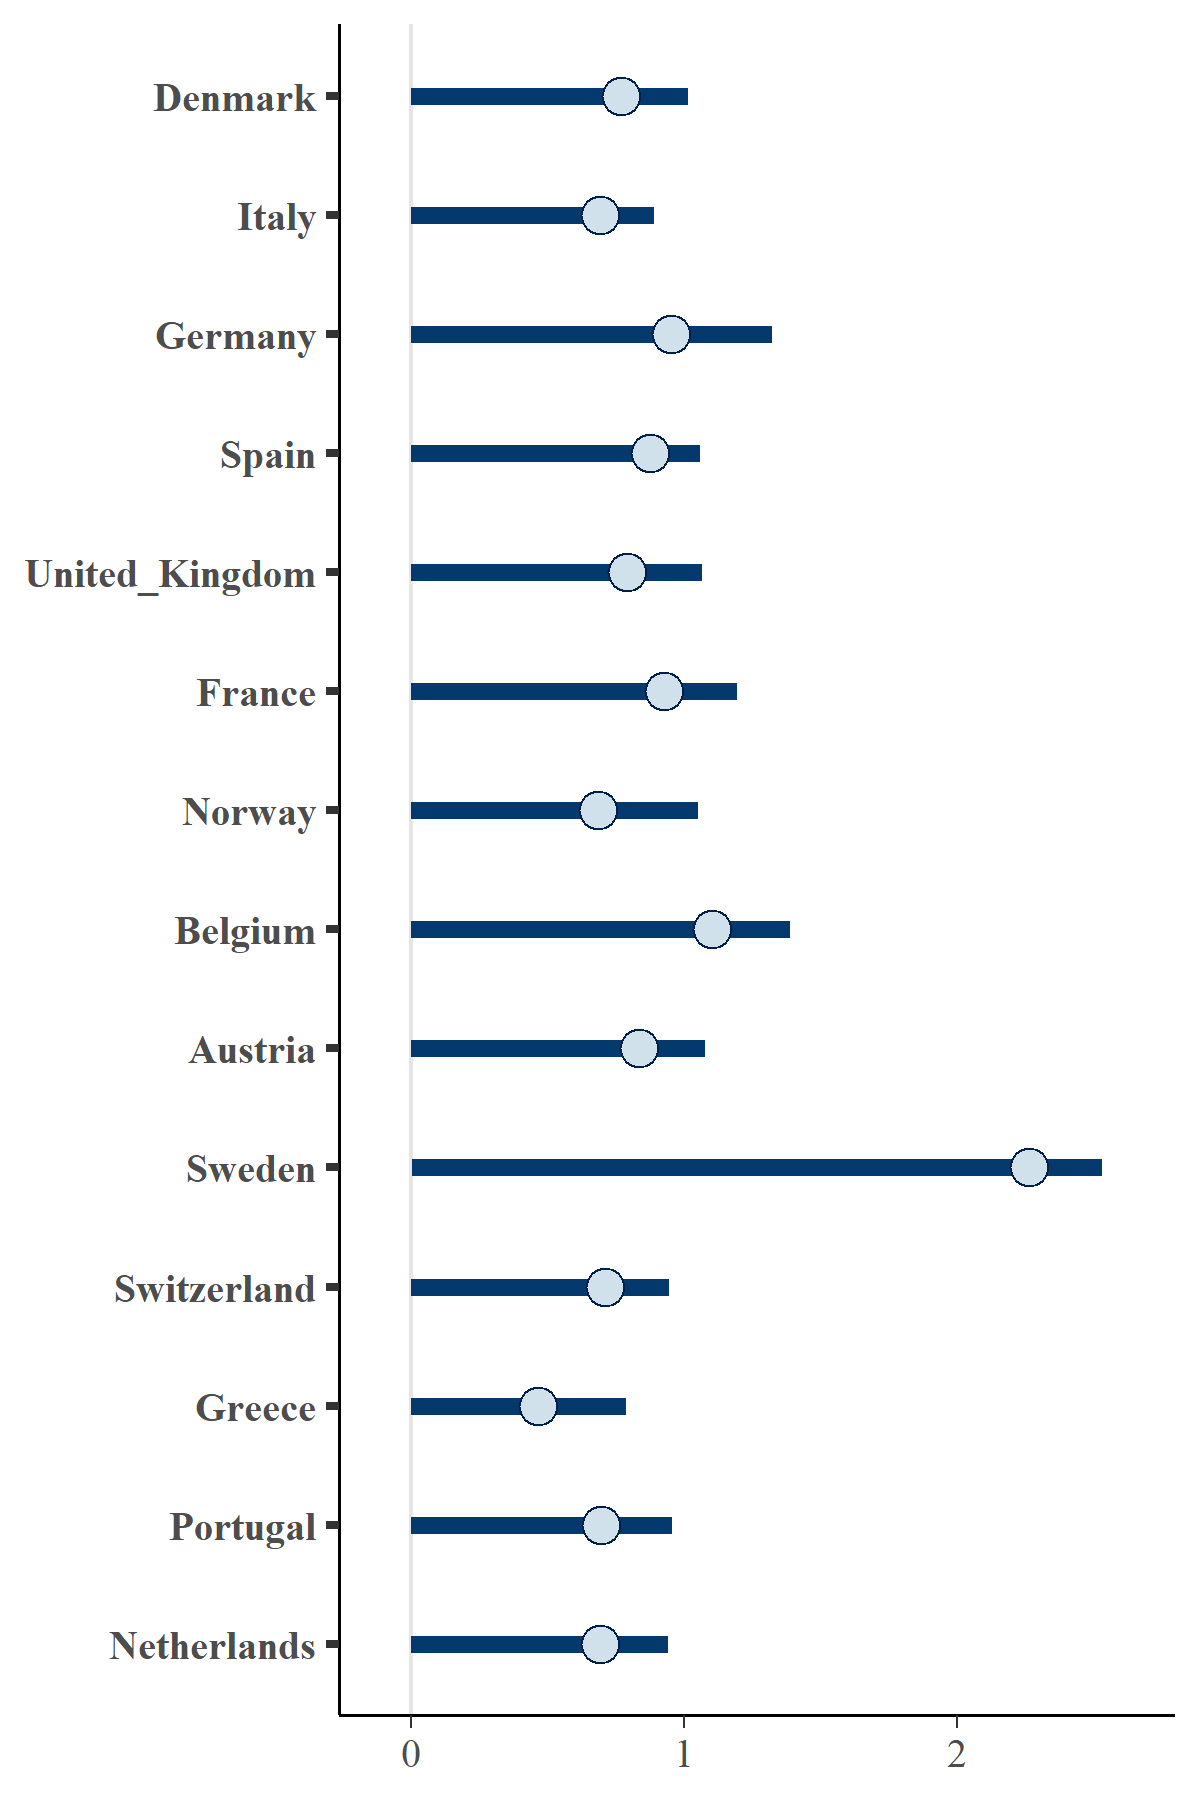 Denmark
Italy
Germany
Spain
United_Kingdom
France
Norway
Belgium
Austria
Sweden
Switzerland
Greece
Portugal
Netherlands
0 1 2